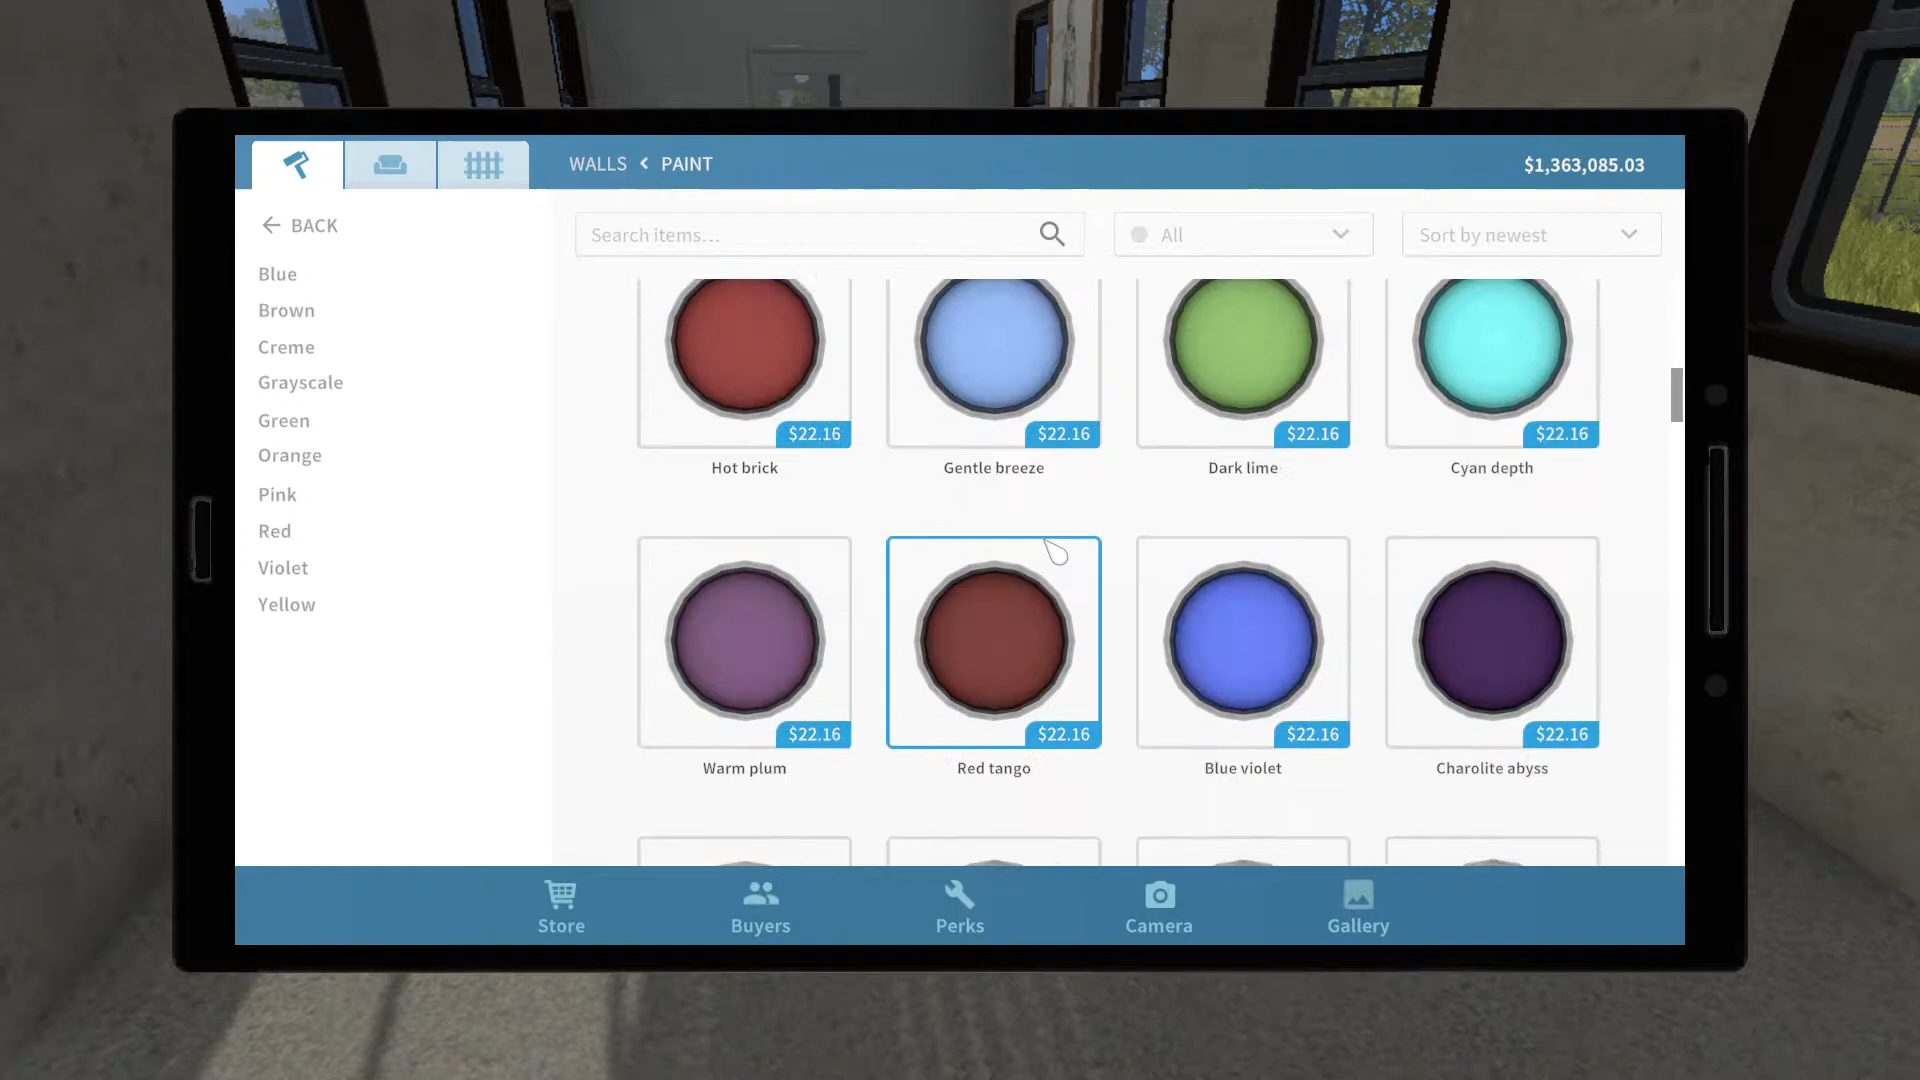 WALLS < PAINT
$1,363,085.03
BACK
Blue
Brown
Creme
Grayscale
Green
Orange
Pink
Red
Violet
Yellow
Search items...
All
Sort by newest
$22.16
$22.16
$22.16
$22.16
Hot brick
Gentle breeze
Dark lime
Cyan depth
$22.16
$22.16
$22.16
$22.16
Warm plum
Red tango
Blue violet
Charolite abyss
Store
Buyers
Perks
Camera
Gallery